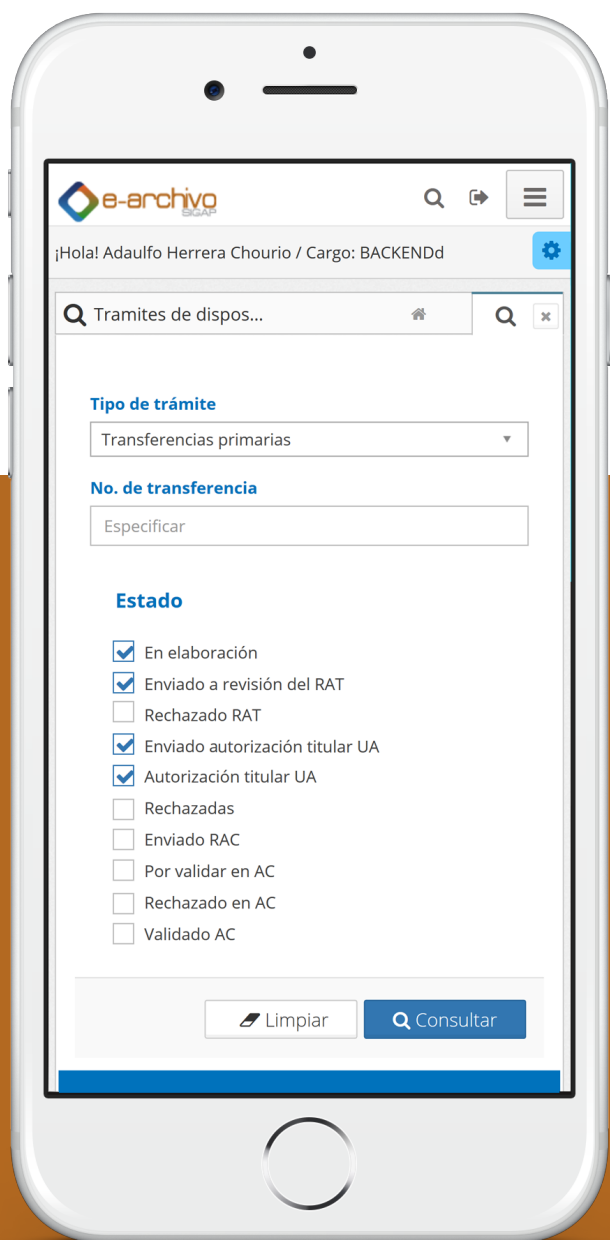 e-archivo
SIGAP
¡Hola! Adaulfo Herrera Chourio / Cargo: BACKENDd
Tramites de dispos...
Tipo de trámite
Transferencias primarias
No. de transferencia
Especificar
Estado
En elaboración
Enviado a revisión del RAT
Rechazado RAT
Enviado autorización titular UA
Autorización titular UA
Rechazadas
Enviado RAC
Por validar en AC
Rechazado en AC
Validado AC
Limpiar
Consultar